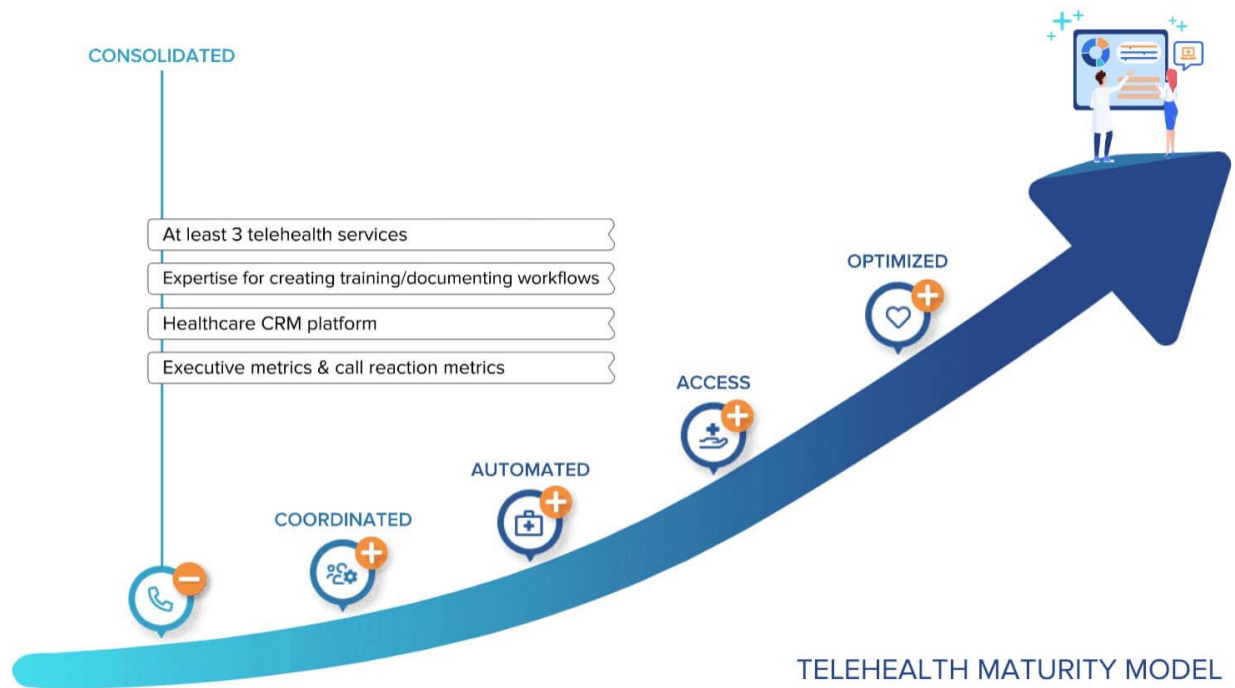 CONSOLIDATED
At least 3 telehealth services
Expertise for creating training/documenting workflows
Healthcare CRM platform
Executive metrics & call reaction metrics
COORDINATED
AUTOMATED
ACCESS
OPTIMIZED
TELEHEALTH MATURITY MODEL